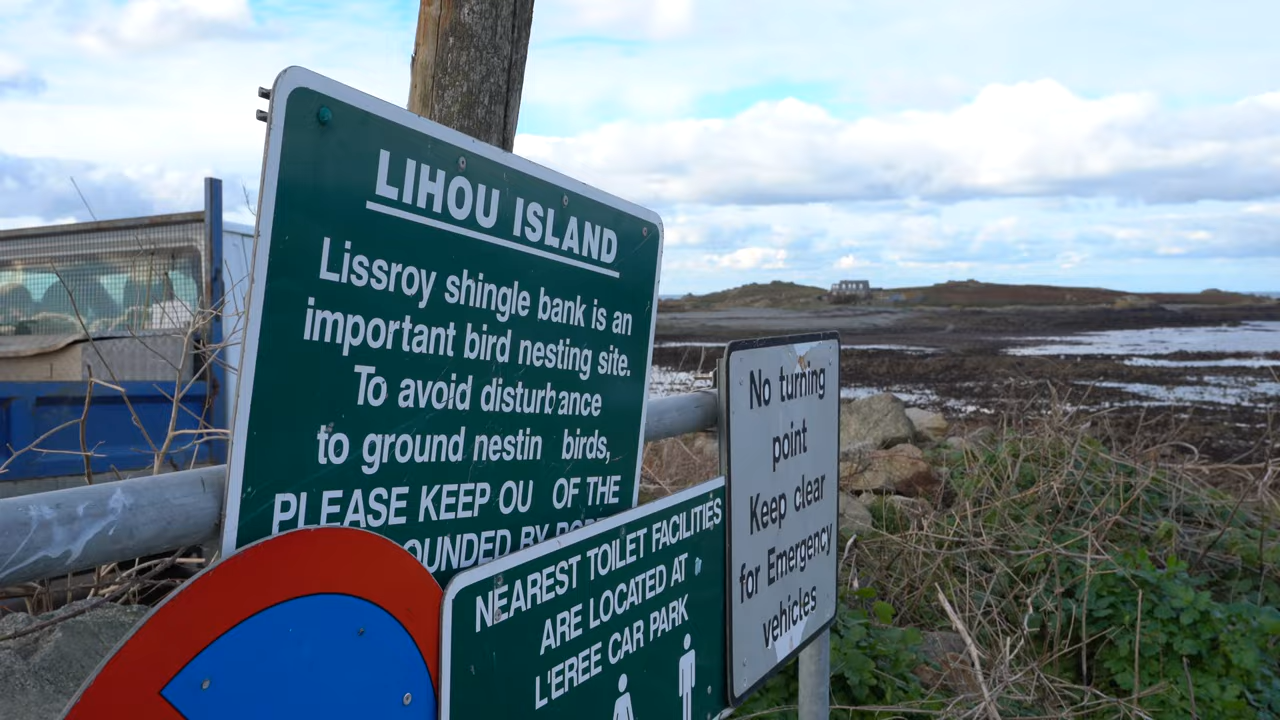 LIHOU ISLAND
Lissroy shingle bank is an
important bird nesting site.
To avoid disturbance
to ground nestin birds,
PLEASE KEEP OU OF THE
OUNDED BY
NEAREST TOILET FACILITIES
ARE LOCATED AT
L'EREE CAR PARK
No turning
point
Keep clear
for Emergency
vehicles